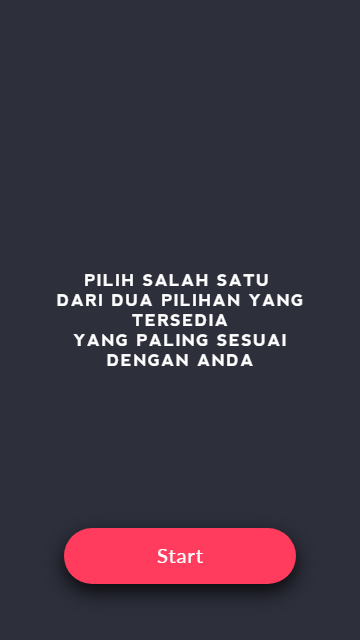 PILIH SALAH SATU
DARI DUA PILIHAN YANG
TERSEDIA
YANG PALING SESUAI
DENGAN ANDA
Start